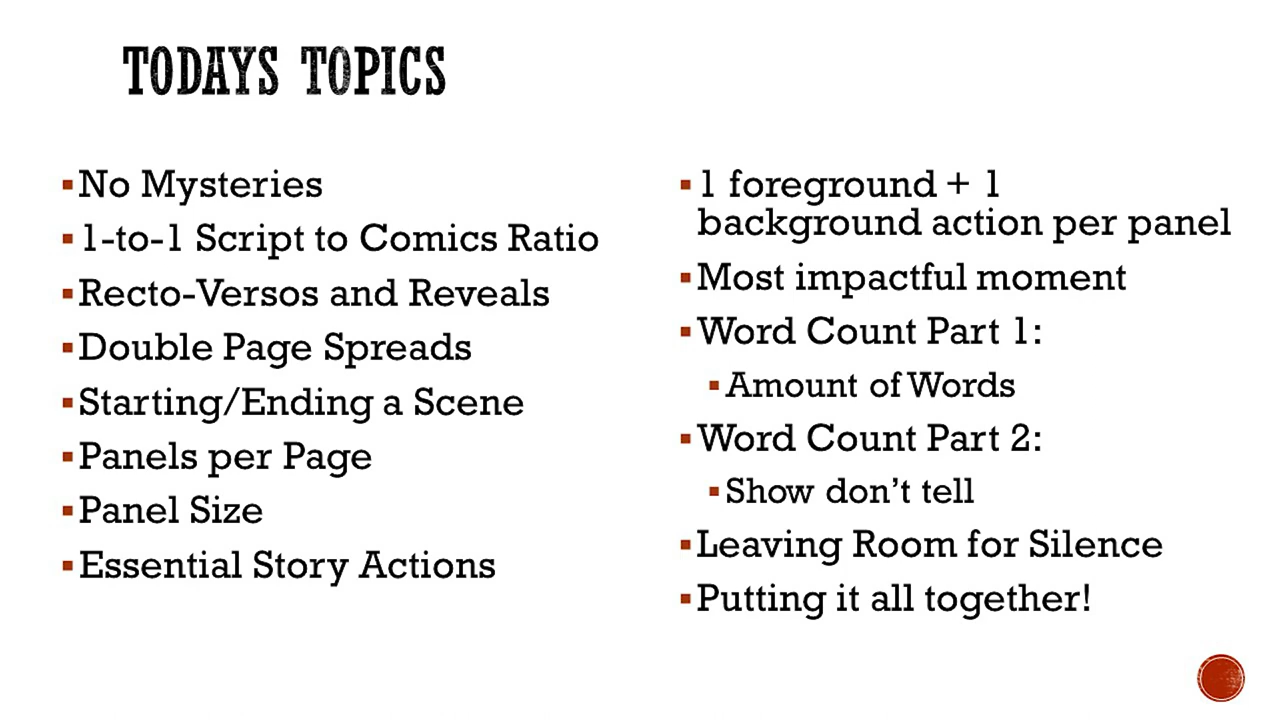 TODAYS TOPICS
No Mysteries
1-to-1 Script to Comics Ratio
Recto-Versos and Reveals
Double Page Spreads
Starting/Ending a Scene
Panels per Page
Panel Size
Essential Story Actions
1 foreground + 1
background action per panel
Most impactful moment
Word Count Part 1:
Amount of Words
Word Count Part 2:
Show don't tell
Leaving Room for Silence
Putting it all together!